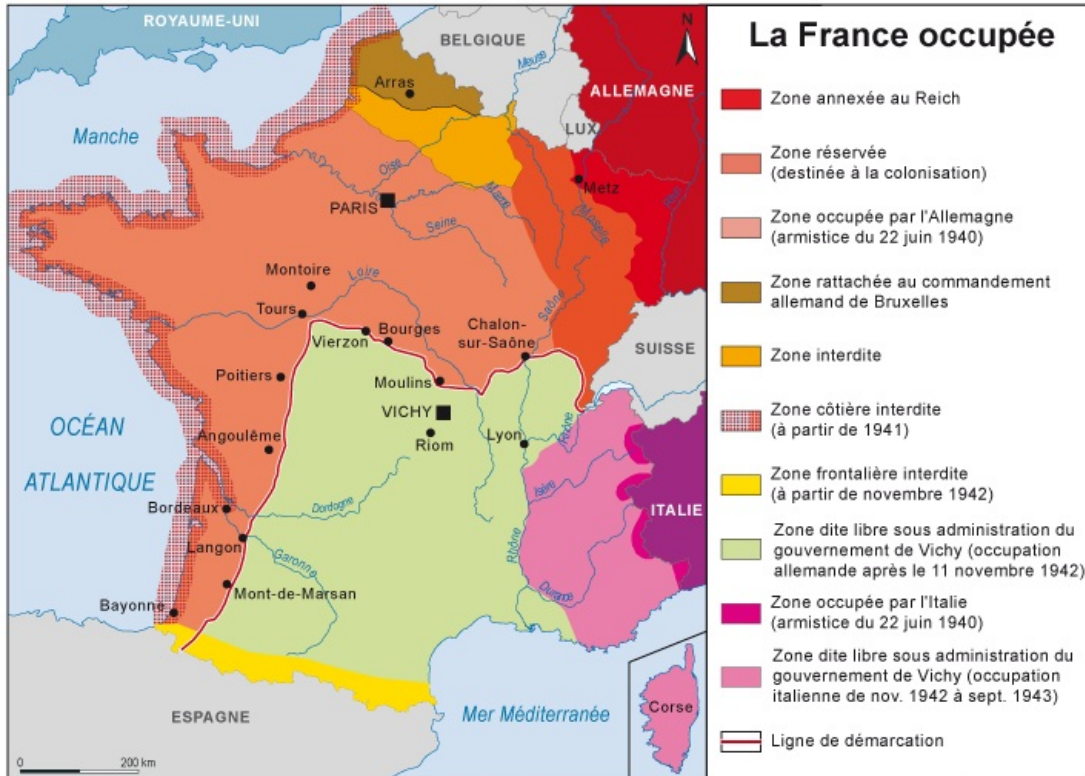 ROYAUME-UNI
BELGIQUE
Meuse
N
Arras
ALLEMAGNE
LUX
Manche
Oise
Metz
Rhin
PARIS
Marne
Moselle
Seine
Montoire
Loire
Tours
Saône
Bourges
Chalon-
sur-Saône
Vierzon
SUISSE
Poitiers
Moulins
VICHY
OCÉAN
ATLANTIQUE
Riom
Lyon
Rhône
Angoulême
Isère
ITALIE
Bordeaux
Dordogne
Langon
Rhône
Garonne
Mont-de-Marsan
Durance
Bayonne
ESPAGNE
Mer Méditerranée
Corse
0 200 km
La France occupée
Zone annexée au Reich
Zone réservée
(destinée à la colonisation)
Zone occupée par l'Allemagne
(armistice du 22 juin 1940)
Zone rattachée au commandement
allemand de Bruxelles
Zone interdite
Zone côtière interdite
(à partir de 1941)
Zone frontalière interdite
(à partir de novembre 1942)
Zone dite libre sous administration du
gouvernement de Vichy (occupation
allemande après le 11 novembre 1942)
Zone occupée par l'Italie
(armistice du 22 juin 1940)
Zone dite libre sous administration du
gouvernement de Vichy (occupation
italienne de nov. 1942 à sept. 1943)
Ligne de démarcation